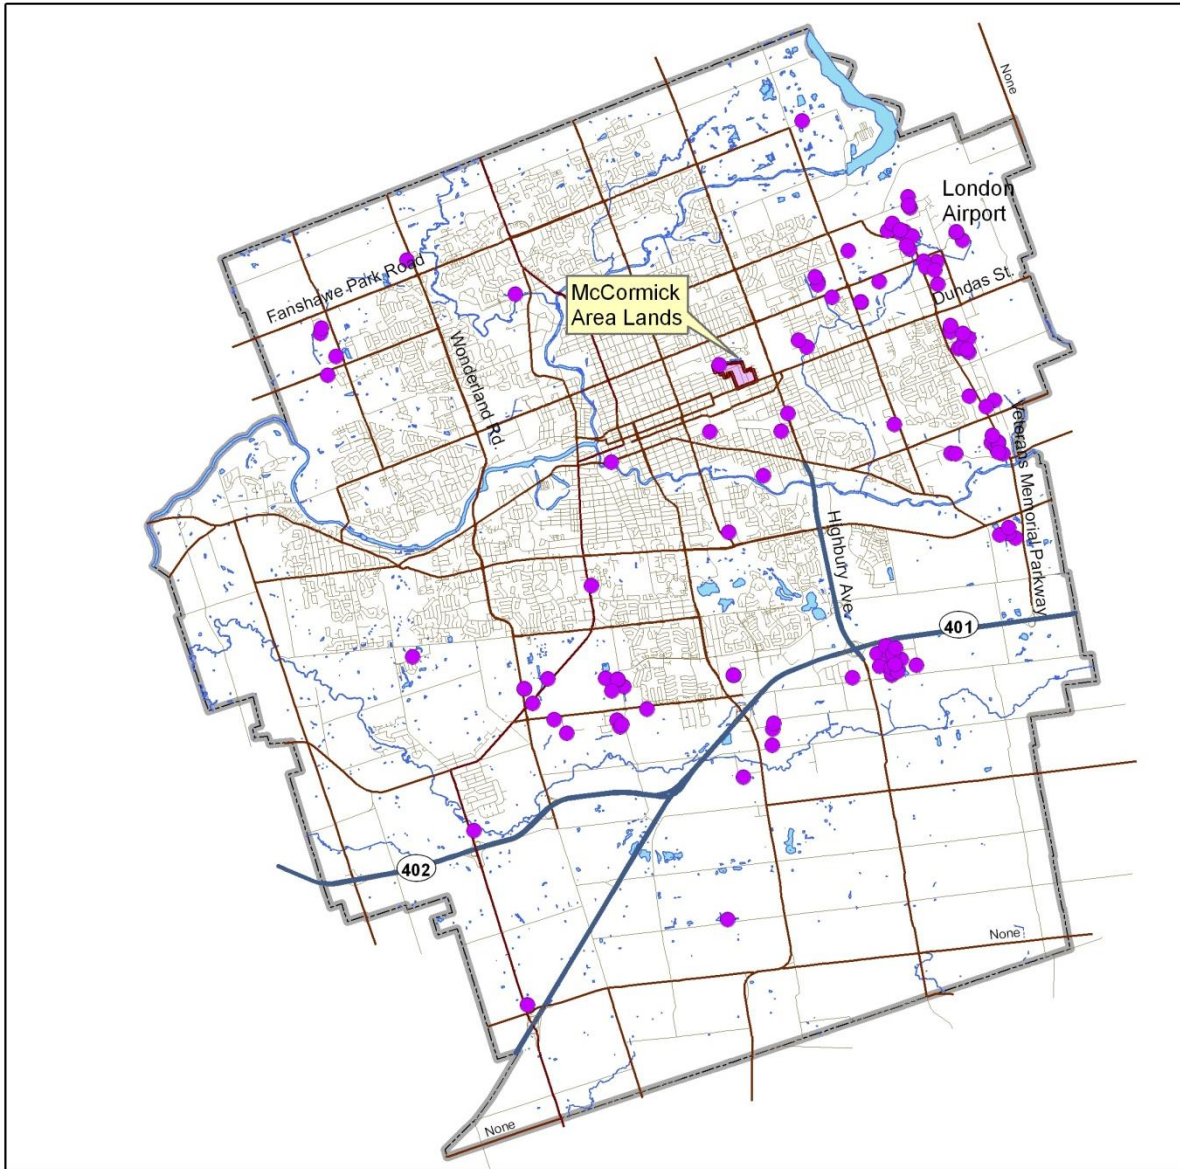 None
London
Airport
Fanshawe Park Road
McCormick
Area Lands
Dundas St.
Wonderland Rd
Veterans Memorial Parkway
Highbury Ave.
401
402
None
None